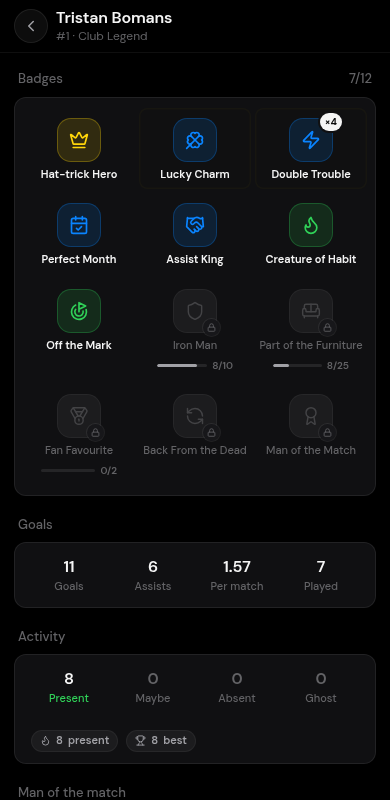 Tristan Bomans
#1 · Club Legend
Badges 7/12
×4
Hat-trick Hero Lucky Charm Double Trouble
Perfect Month Assist King Creature of Habit
Off the Mark Iron Man Part of the Furniture
8/10 8/25
Fan Favourite Back From the Dead Man of the Match
0/2
Goals
11 6 1.57 7
Goals Assists Per match Played
Activity
8 0 0 0
Present Maybe Absent Ghost
8 present 8 best
Man of the match